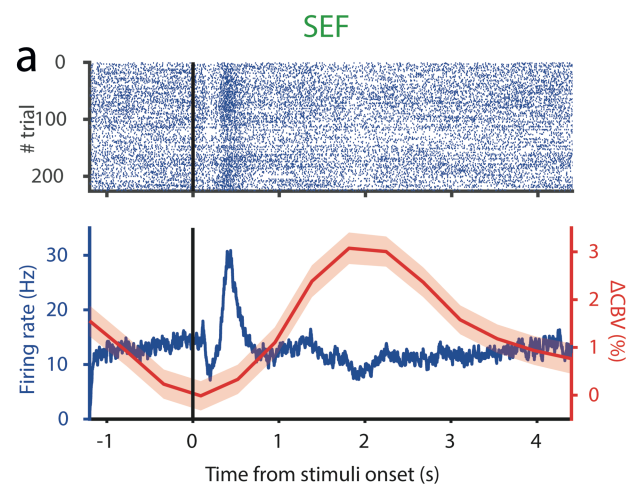 SEF
a
# trial
0
100
200
Firing rate (Hz)
30
20
10
0
ΔCBV (%)
3
2
1
0
-1 0 1 2 3 4
Time from stimuli onset (s)